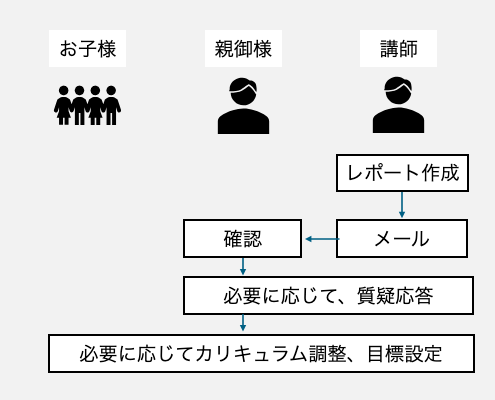 お子様
親御様
講師
レポート作成
確認
メール
必要に応じて、質疑応答
必要に応じてカリキュラム調整、目標設定